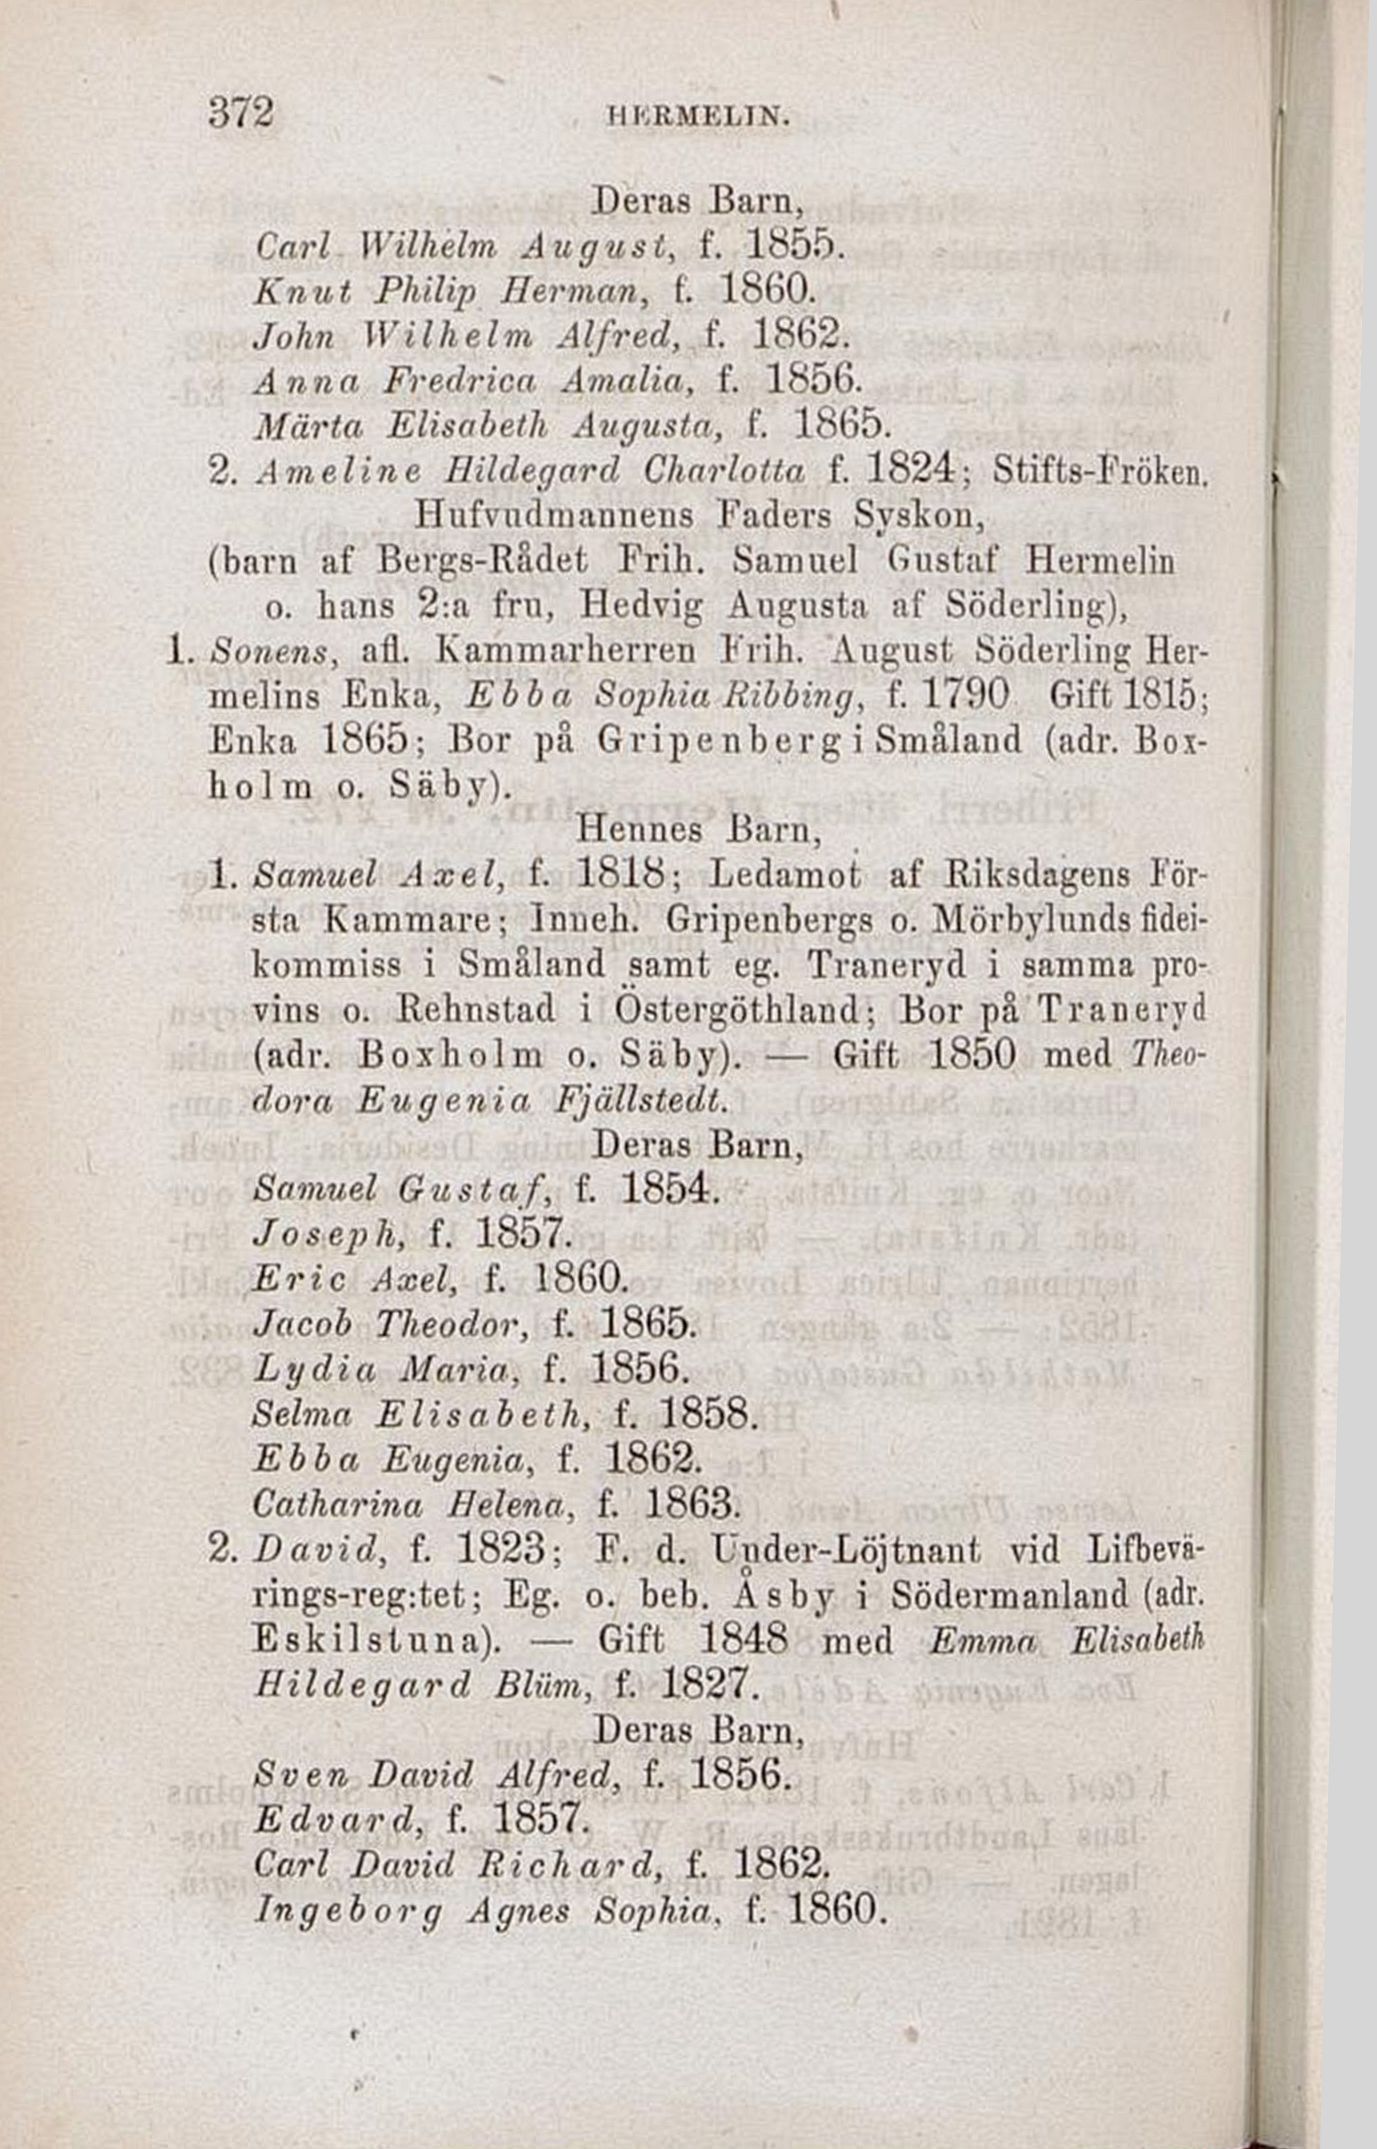 372 HERMELIN.
Deras Barn,
Carl Wilhelm August, f. 1855.
Knut Philip Herman, f. 1860.
John Wilhelm Alfred, f. 1862.
Anna Fredrica Amalia, f. 1856.
Märta Elisabeth Augusta, f. 1865.
2. Ameline Hildegard Charlotta f. 1824; Stifts-Fröken.
Hufvudmannens Faders Syskon,
(barn af Bergs-Rådet Frih. Samuel Gustaf Hermelin
o. hans 2:a fru, Hedvig Augusta af Söderling),
1. Sonens, afl. Kammarherren Frih. August Söderling Her-
melins Enka, Ebba Sophia Ribbing, f. 1790 Gift 1815;
Enka 1865; Bor på Gripenberg i Småland (adr. Box-
holm o. Säby).
Hennes Barn,
1. Samuel Axel, f. 1818; Ledamot af Riksdagens För-
sta Kammare; Inneh. Gripenbergs o. Mörbylunds fidei-
kommiss i Småland samt eg. Traneryd i samma pro-
vins o. Rehnstad i Östergöthland; Bor på Traneryd
(adr. Boxholm o. Säby). — Gift 1850 med Theo-
dora Eugenia Fjällstedt.
Deras Barn,
Samuel Gustaf, f. 1854.
Joseph, f. 1857.
Eric Axel, f. 1860.
Jacob Theodor, f. 1865.
Lydia Maria, f. 1856.
Selma Elisabeth, f. 1858.
Ebba Eugenia, f. 1862.
Catharina Helena, f. 1863.
2. David, f. 1823; F. d. Under-Löjtnant vid Lifbevä-
rings-reg:tet; Eg. o. beb. Åsby i Södermanland (adr.
Eskilstuna). — Gift 1848 med Emma Elisabeth
Hildegard Blüm, f. 1827.
Deras Barn,
Sven David Alfred, f. 1856.
Edvard, f. 1857.
Carl David Richard, f. 1862.
Ingeborg Agnes Sophia, f. 1860.